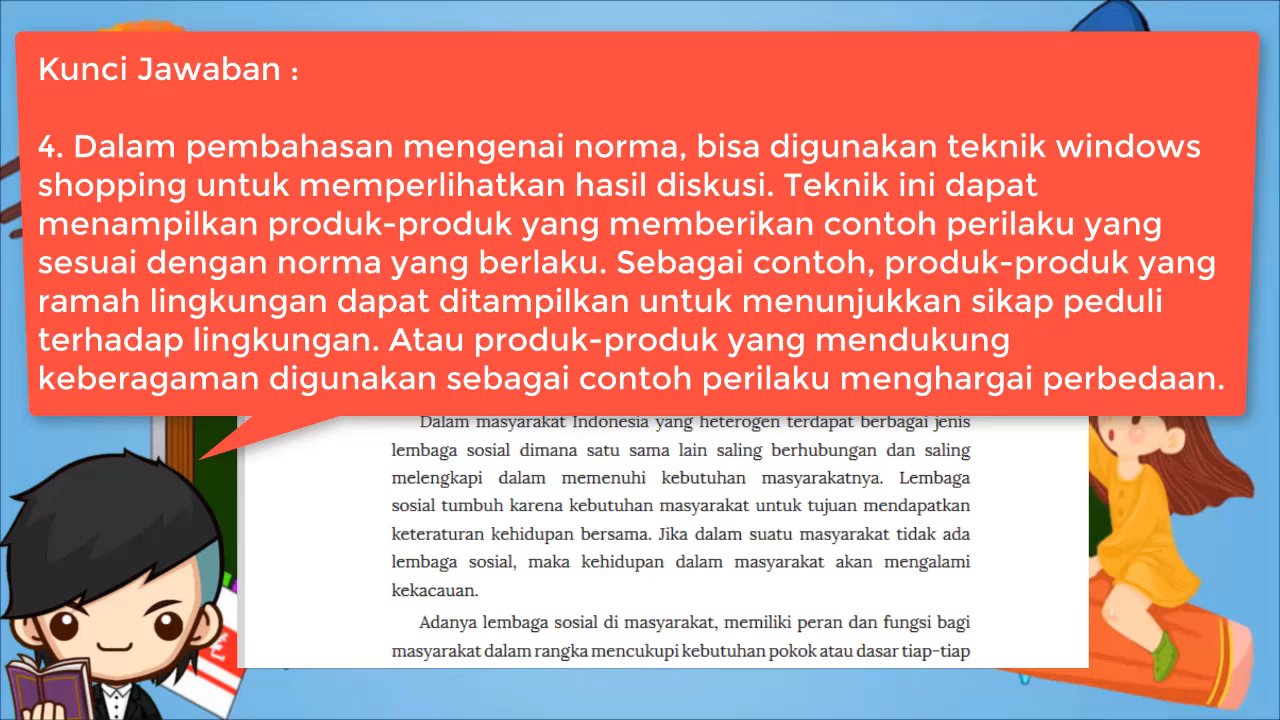 Kunci Jawaban :
4. Dalam pembahasan mengenai norma, bisa digunakan teknik windows
shopping untuk memperlihatkan hasil diskusi. Teknik ini dapat
menampilkan produk-produk yang memberikan contoh perilaku yang
sesuai dengan norma yang berlaku. Sebagai contoh, produk-produk yang
ramah lingkungan dapat ditampilkan untuk menunjukkan sikap peduli
terhadap lingkungan. Atau produk-produk yang mendukung
keberagaman digunakan sebagai contoh perilaku menghargai perbedaan.
Dalam masyarakat Indonesia yang heterogen terdapat berbagai jenis
lembaga sosial dimana satu sama lain saling berhubungan dan saling
melengkapi dalam memenuhi kebutuhan masyarakatnya. Lembaga
sosial tumbuh karena kebutuhan masyarakat untuk tujuan mendapatkan
keteraturan kehidupan bersama. Jika dalam suatu masyarakat tidak ada
lembaga sosial, maka kehidupan dalam masyarakat akan mengalami
kekacauan.
Adanya lembaga sosial di masyarakat, memiliki peran dan fungsi bagi
masyarakat dalam rangka mencukupi kebutuhan pokok atau dasar tiap-tiap